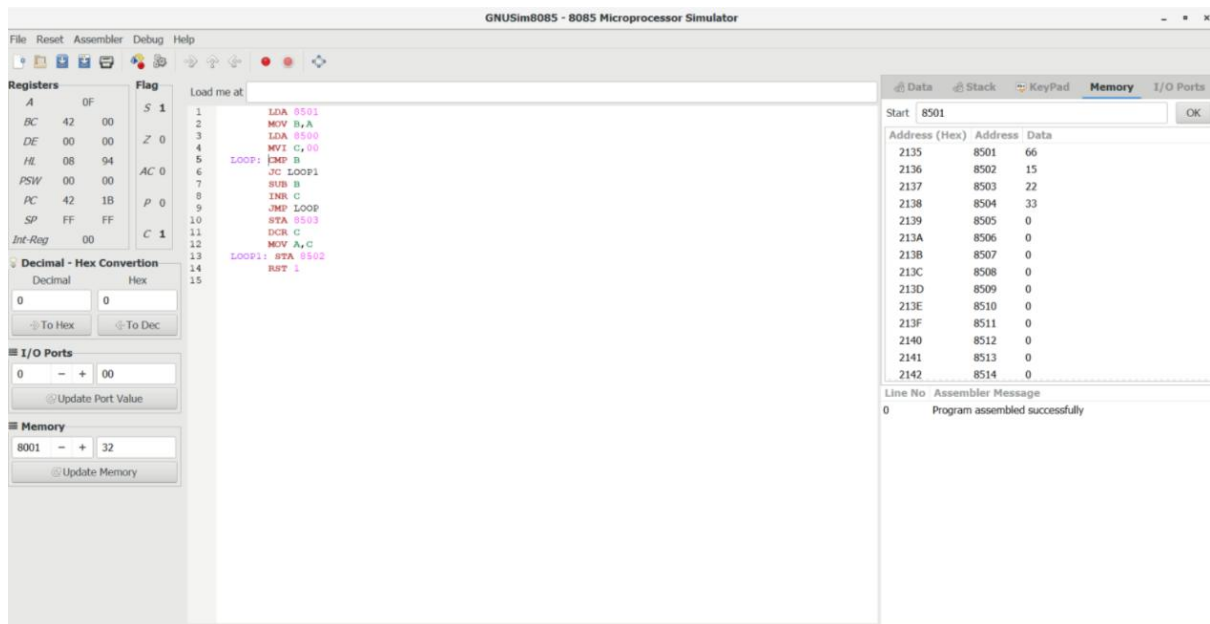 GNUSim8085 - 8085 Microprocessor Simulator
File Reset Assembler Debug Help
Registers
A 0F
BC 42 00
DE 00 00
HL 08 94
PSW 00 00
PC 42 1B
SP FF FF
Int-Reg 00
Flag
S 1
Z 0
AC 0
P 0
C 1
Decimal - Hex Convertion
Decimal Hex
0 0
To Hex To Dec
I/O Ports
0 - + 00
Update Port Value
Memory
8001 - + 32
Update Memory
Load me at
1 LDA 8501
2 MOV B,A
3 LDA 8500
4 MVI C,00
5 LOOP: CMP B
6 JC LOOP1
7 SUB B
8 INR C
9 JMP LOOP
10 STA 8503
11 DCR C
12 MOV A,C
13 LOOP1: STA 8502
14 RST 1
15
Data Stack KeyPad Memory I/O Ports
Start 8501 OK
Address (Hex) Address Data
2135 8501 66
2136 8502 15
2137 8503 22
2138 8504 33
2139 8505 0
213A 8506 0
213B 8507 0
213C 8508 0
213D 8509 0
213E 8510 0
213F 8511 0
2140 8512 0
2141 8513 0
2142 8514 0
Line No Assembler Message
0 Program assembled successfully